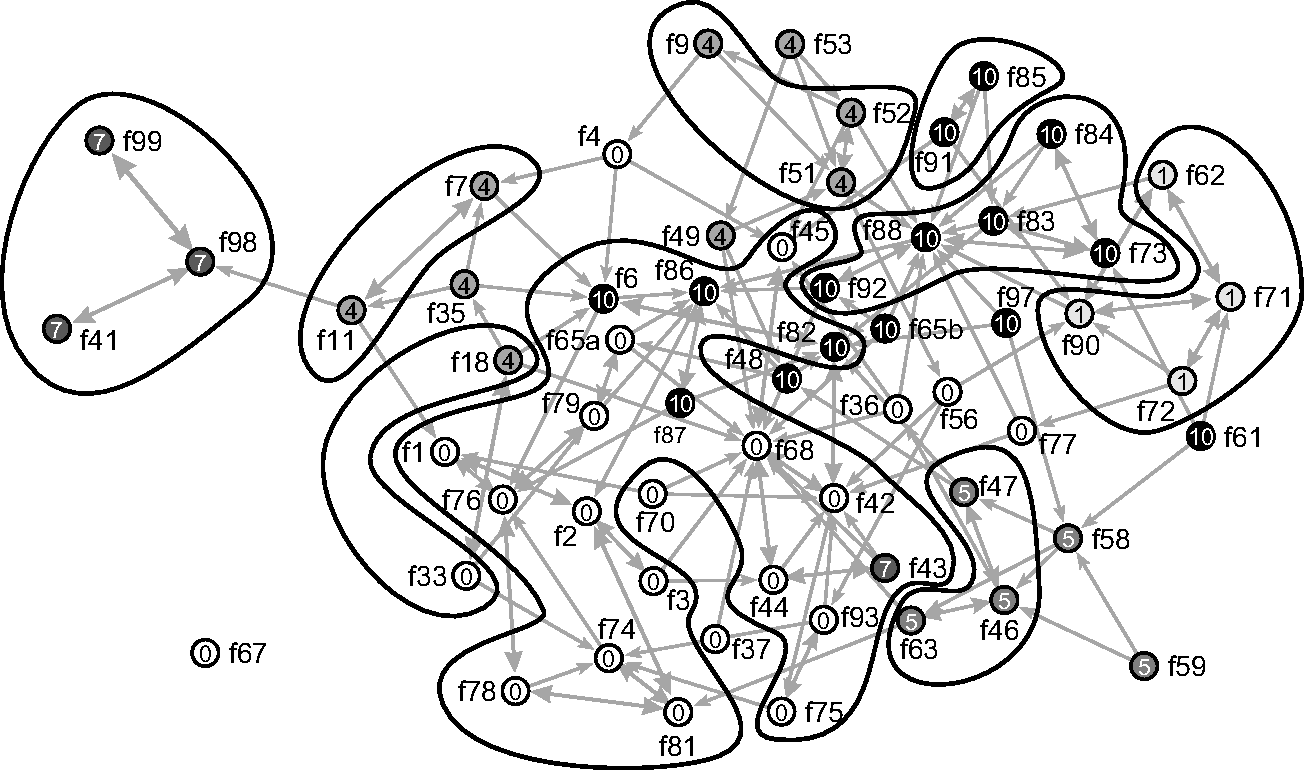 f9 4 4 f53
10 f85
4 f52
f99 7
f4 0
10 f91
10 f84
f51 4
f7 4
1 f62
f98 7
f49 4
0 f45
f88 10
10 f83
10 f73
f41 7
f11 4
f35 4
f6 10
f86 10
10 f92
f97 10
1 f90
1 f71
f18 4
f65a 0
f82 10
10 f65b
f48 10
f79 0
10 f87
f36 0
0 f56
1 f72
f1 0
0 f68
0 f77
10 f61
f76 0
f2 0
0 f70
0 f42
5 f47
5 f58
f33 0
0 f3
0 f44
7 f43
5 f46
0 f67
f74 0
0 f37
0 f93
5 f63
5 f59
f78 0
0 f81
0 f75